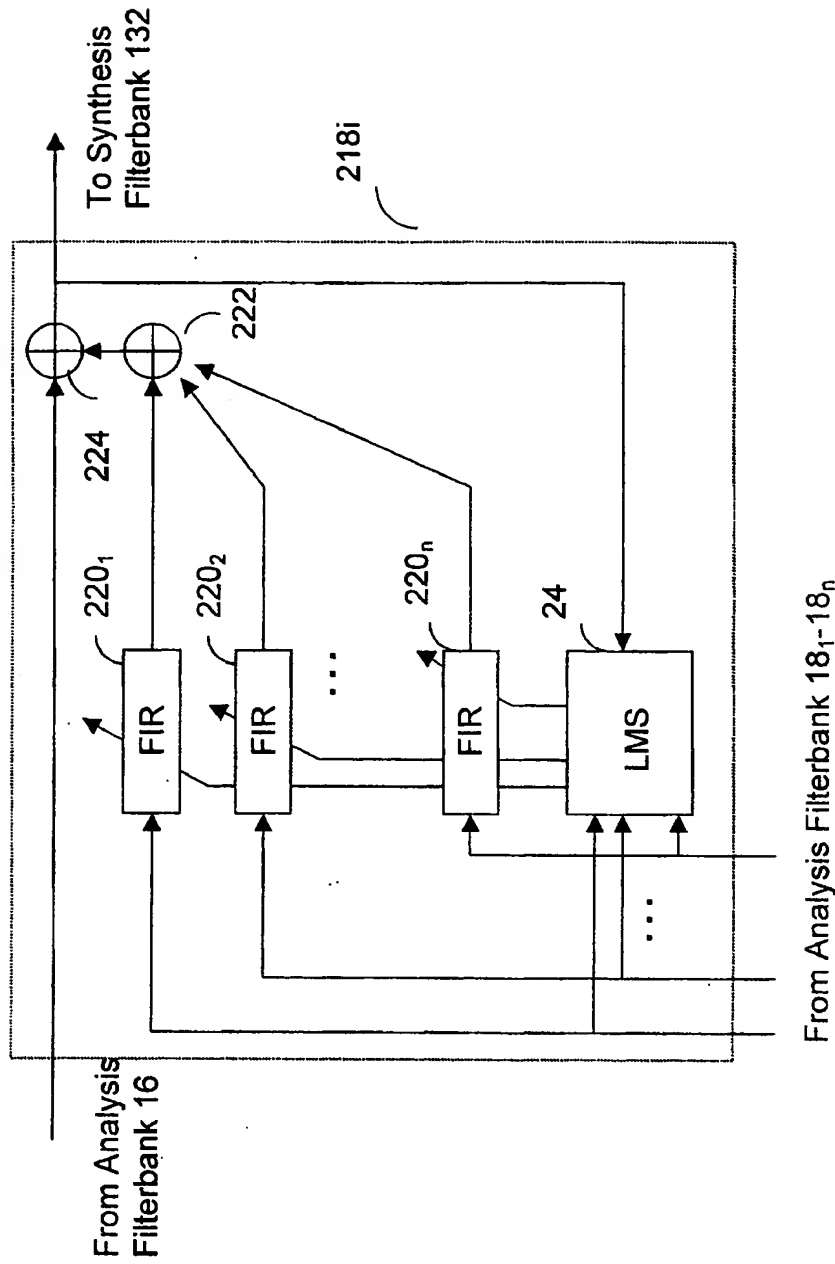 To Synthesis
Filterbank 132
218i
222
224
220₁
FIR
220₂
FIR
...
220ₙ
FIR
24
LMS
...
From Analysis
Filterbank 16
From Analysis Filterbank 18₁-18ₙ